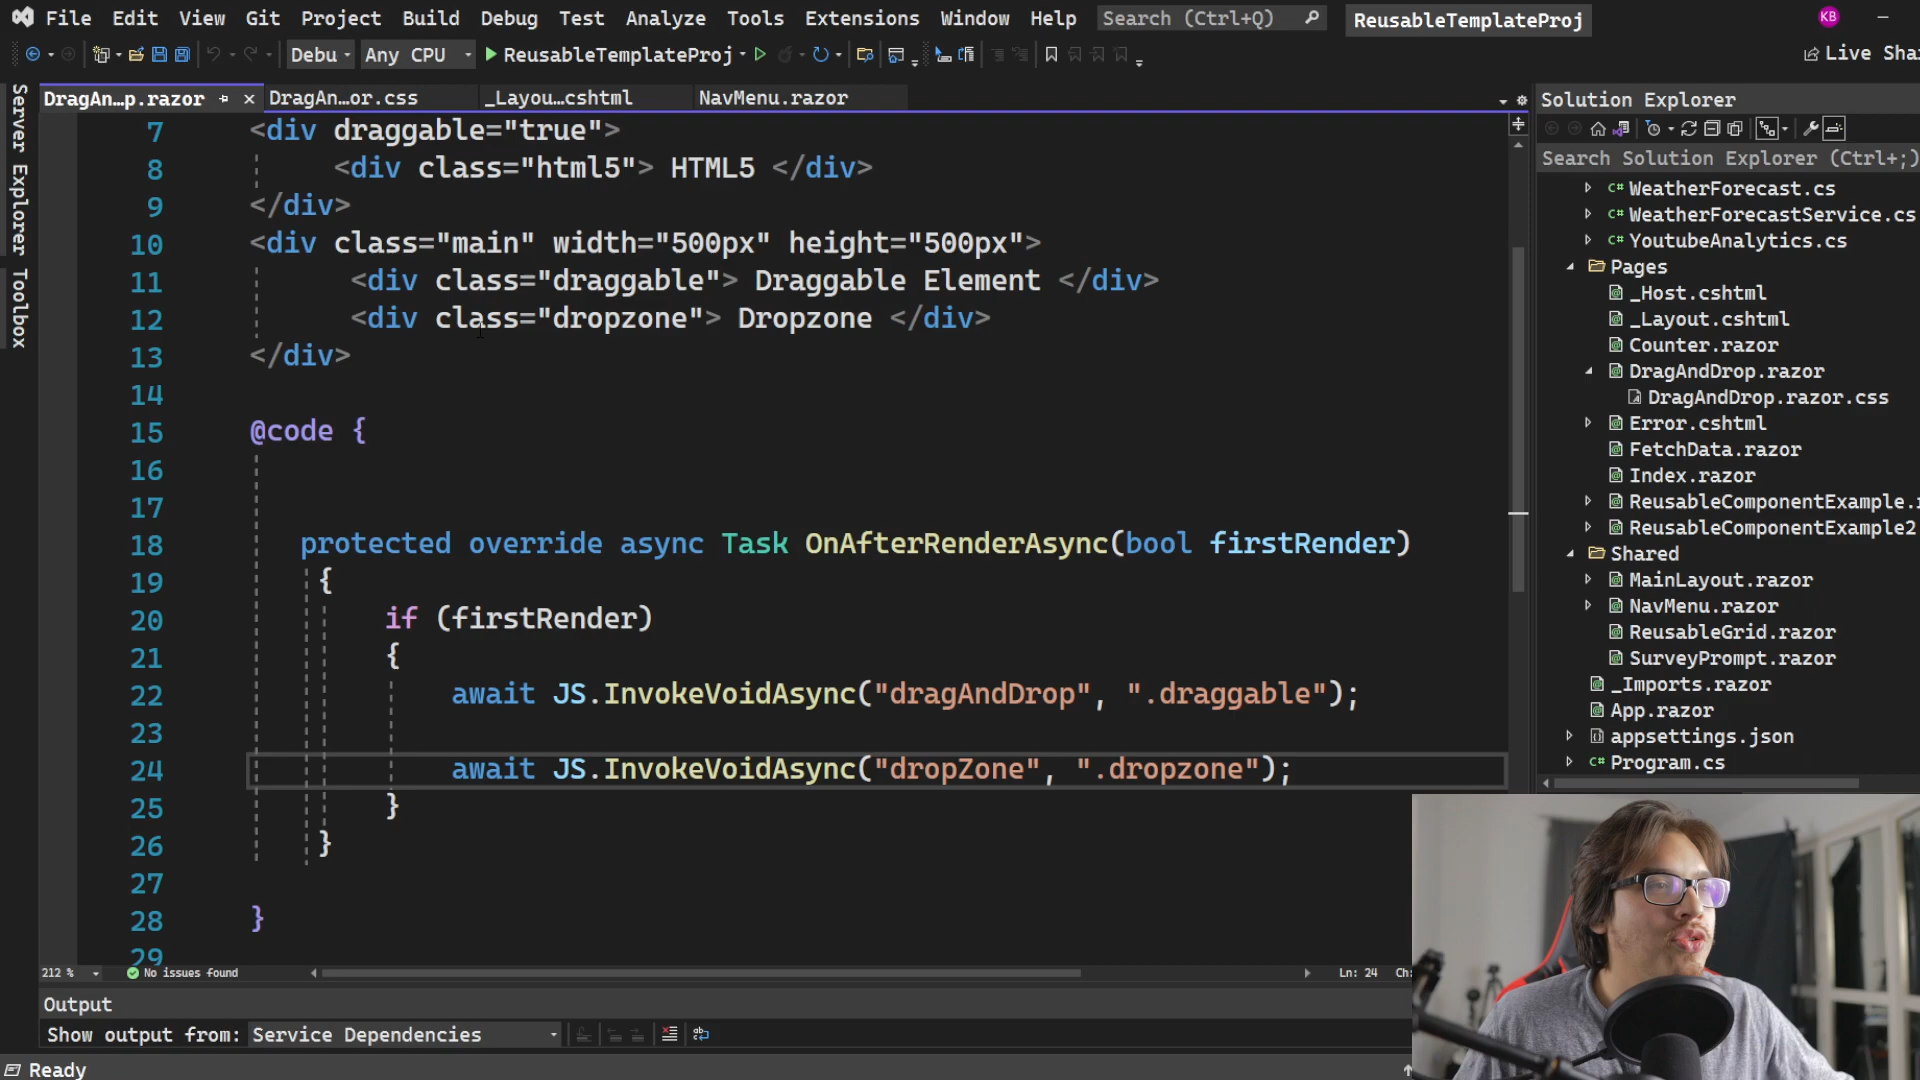 File Edit View Git Project Build Debug Test Analyze Tools Extensions Window Help Search (Ctrl+Q) ReusableTemplateProj KB
Debu Any CPU ReusableTemplateProj Live Sha
DragAn…p.razor DragAn…or.css _Layou…cshtml NavMenu.razor
Server Explorer
Toolbox
7 <div draggable="true">
8 <div class="html5"> HTML5 </div>
9 </div>
10 <div class="main" width="500px" height="500px">
11 <div class="draggable"> Draggable Element </div>
12 <div class="dropzone"> Dropzone </div>
13 </div>
14
15 @code {
16
17
18 protected override async Task OnAfterRenderAsync(bool firstRender)
19 {
20 if (firstRender)
21 {
22 await JS.InvokeVoidAsync("dragAndDrop", ".draggable");
23
24 await JS.InvokeVoidAsync("dropZone", ".dropzone");
25 }
26 }
27
28 }
29
212 % No issues found Ln: 24 Ch:
Output
Show output from: Service Dependencies
Ready
Solution Explorer
Search Solution Explorer (Ctrl+;)
C# WeatherForecast.cs
C# WeatherForecastService.cs
C# YoutubeAnalytics.cs
Pages
_Host.cshtml
_Layout.cshtml
Counter.razor
DragAndDrop.razor
DragAndDrop.razor.css
Error.cshtml
FetchData.razor
Index.razor
ReusableComponentExample.r
ReusableComponentExample2
Shared
MainLayout.razor
NavMenu.razor
ReusableGrid.razor
SurveyPrompt.razor
_Imports.razor
App.razor
appsettings.json
C# Program.cs